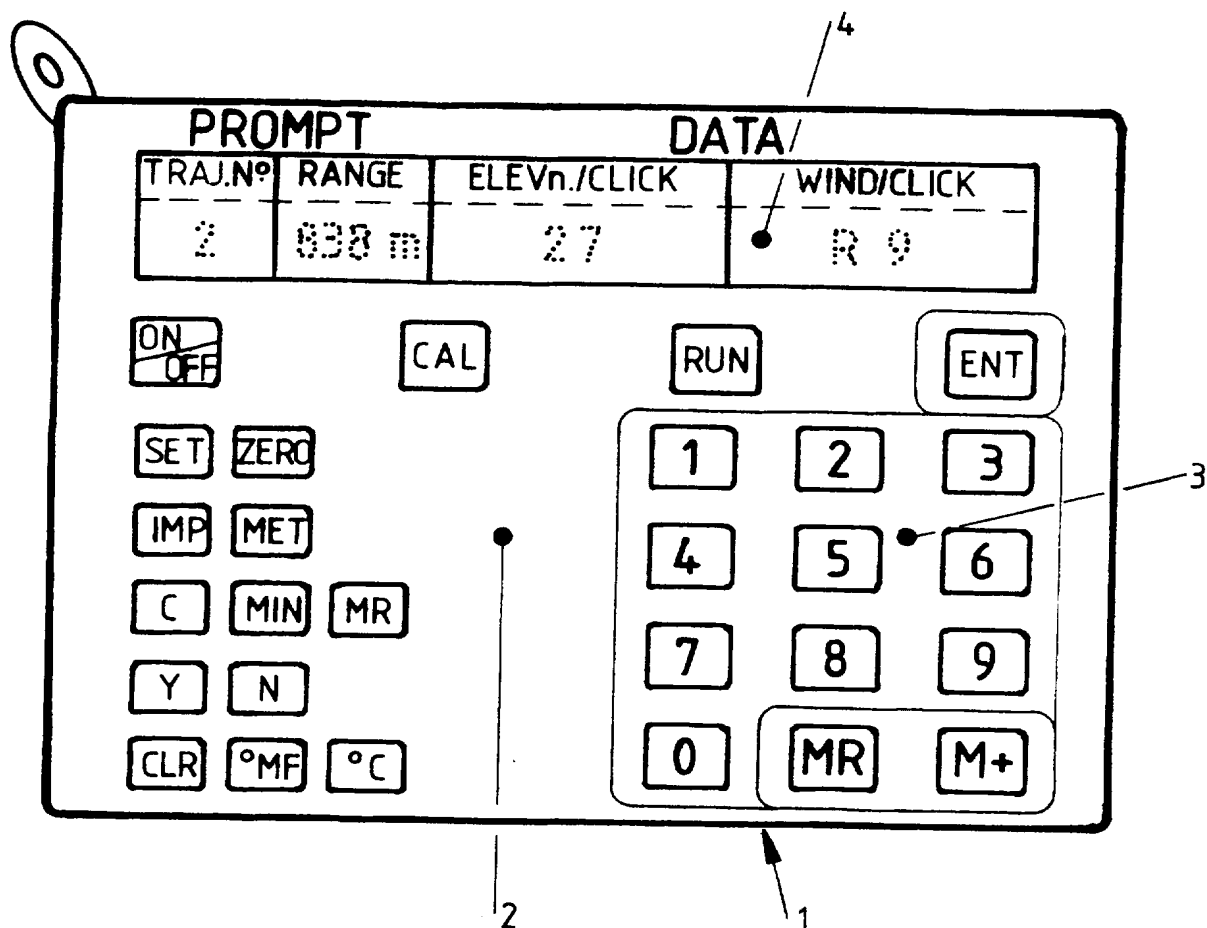 4
PROMPT DATA
TRAJ.Nº RANGE ELEVn./CLICK WIND/CLICK
2 838 m 27 R 9
ON
OFF CAL RUN ENT
SET ZERO 1 2 3
3
IMP MET 4 5 6
C MIN MR 7 8 9
Y N
CLR °MF °C 0 MR M+
2 1